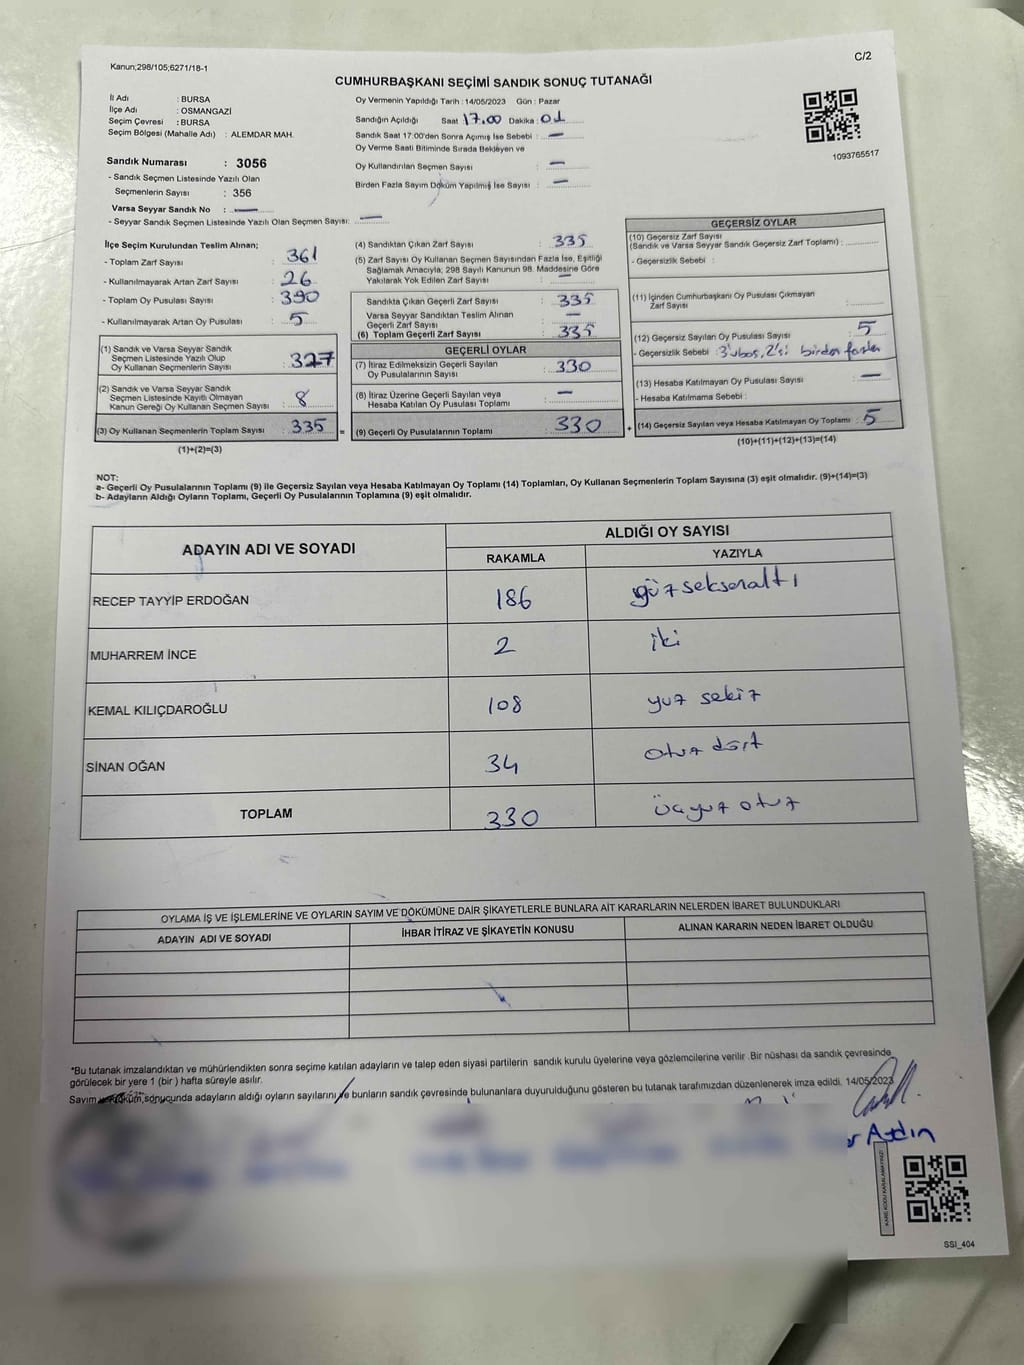 Kanun;298/105;6271/18-1
C/2
CUMHURBAŞKANI SEÇİMİ SANDIK SONUÇ TUTANAĞI
İl Adı : BURSA
İlçe Adı : OSMANGAZİ
Seçim Çevresi : BURSA
Seçim Bölgesi (Mahalle Adı) : ALEMDAR MAH.
Sandık Numarası : 3056
- Sandık Seçmen Listesinde Yazılı Olan
Seçmenlerin Sayısı : 356
Varsa Seyyar Sandık No : —
- Seyyar Sandık Seçmen Listesinde Yazılı Olan Seçmen Sayısı: —
Oy Vermenin Yapıldığı Tarih :14/05/2023 Gün : Pazar
Sandığın Açıldığı Saat 17.00 Dakika : 01
Sandık Saat 17:00'den Sonra Açımış İse Sebebi : —
Oy Verme Saati Bitiminde Sırada Bekleyen ve
Oy Kullandırılan Seçmen Sayısı : —
Birden Fazla Sayım Döküm Yapılmış İse Sayısı : —
1093765517
İlçe Seçim Kurulundan Teslim Alınan;
- Toplam Zarf Sayısı : 361
- Kullanılmayarak Artan Zarf Sayısı : 26
- Toplam Oy Pusulası Sayısı : 390
- Kullanılmayarak Artan Oy Pusulası : 5
(1) Sandık ve Varsa Seyyar Sandık
Seçmen Listesinde Yazılı Olup
Oy Kullanan Seçmenlerin Sayısı : 327
(2) Sandık ve Varsa Seyyar Sandık
Seçmen Listesinde Kayıtlı Olmayan
Kanun Gereği Oy Kullanan Seçmen Sayısı : 8
(3) Oy Kullanan Seçmenlerin Toplam Sayısı : 335 =
(1)+(2)=(3)
(4) Sandıktan Çıkan Zarf Sayısı : 335
(5) Zarf Sayısı Oy Kullanan Seçmen Sayısından Fazla İse, Eşitliği
Sağlamak Amacıyla; 298 Sayılı Kanunun 98. Maddesine Göre
Yakılarak Yok Edilen Zarf Sayısı : —
Sandıkta Çıkan Geçerli Zarf Sayısı : 335
Varsa Seyyar Sandıktan Teslim Alınan
Geçerli Zarf Sayısı : —
(6) Toplam Geçerli Zarf Sayısı : 335
GEÇERLİ OYLAR
(7) İtiraz Edilmeksizin Geçerli Sayılan
Oy Pusulalarının Sayısı : 330
(8) İtiraz Üzerine Geçerli Sayılan veya
Hesaba Katılan Oy Pusulası Toplamı : —
(9) Geçerli Oy Pusulalarının Toplamı : 330 +
GEÇERSİZ OYLAR
(10) Geçersiz Zarf Sayısı
(Sandık ve Varsa Seyyar Sandık Geçersiz Zarf Toplamı) :
- Geçersizlik Sebebi :
(11) İçinden Cumhurbaşkanı Oy Pusulası Çıkmayan
Zarf Sayısı :
(12) Geçersiz Sayılan Oy Pusulası Sayısı : 5
- Geçersizlik Sebebi : 3'ü boş, 2'si birden fazla
(13) Hesaba Katılmayan Oy Pusulası Sayısı : —
- Hesaba Katılmama Sebebi :
(14) Geçersiz Sayılan veya Hesaba Katılmayan Oy Toplamı : 5
(10)+(11)+(12)+(13)=(14)
NOT:
a- Geçerli Oy Pusulalarının Toplamı (9) ile Geçersiz Sayılan veya Hesaba Katılmayan Oy Toplamı (14) Toplamları, Oy Kullanan Seçmenlerin Toplam Sayısına (3) eşit olmalıdır. (9)+(14)=(3)
b- Adayların Aldığı Oyların Toplamı, Geçerli Oy Pusulalarının Toplamına (9) eşit olmalıdır.
ADAYIN ADI VE SOYADI ALDIĞI OY SAYISI
RAKAMLA YAZIYLA
RECEP TAYYİP ERDOĞAN 186 yüzseksenaltı
MUHARREM İNCE 2 iki
KEMAL KILIÇDAROĞLU 108 yuz sekiz
SİNAN OĞAN 34 otuz dört
TOPLAM 330 üçyuz otuz
OYLAMA İŞ VE İŞLEMLERİNE VE OYLARIN SAYIM VE DÖKÜMÜNE DAİR ŞİKAYETLERLE BUNLARA AİT KARARLARIN NELERDEN İBARET BULUNDUKLARI
ADAYIN ADI VE SOYADI İHBAR İTİRAZ VE ŞİKAYETİN KONUSU ALINAN KARARIN NEDEN İBARET OLDUĞU
*Bu tutanak imzalandıktan ve mühürlendikten sonra seçime katılan adayların ve talep eden siyasi partilerin sandık kurulu üyelerine veya gözlemcilerine verilir .Bir nüshası da sandık çevresinde
görülecek bir yere 1 (bir ) hafta süreyle asılır.
Sayım döküm,sonucunda adayların aldığı oyların sayılarını ve bunların sandık çevresinde bulunanlara duyurulduğunu gösteren bu tutanak tarafımızdan düzenlenerek imza edildi. 14/05/2023
Aydın
SSI_404